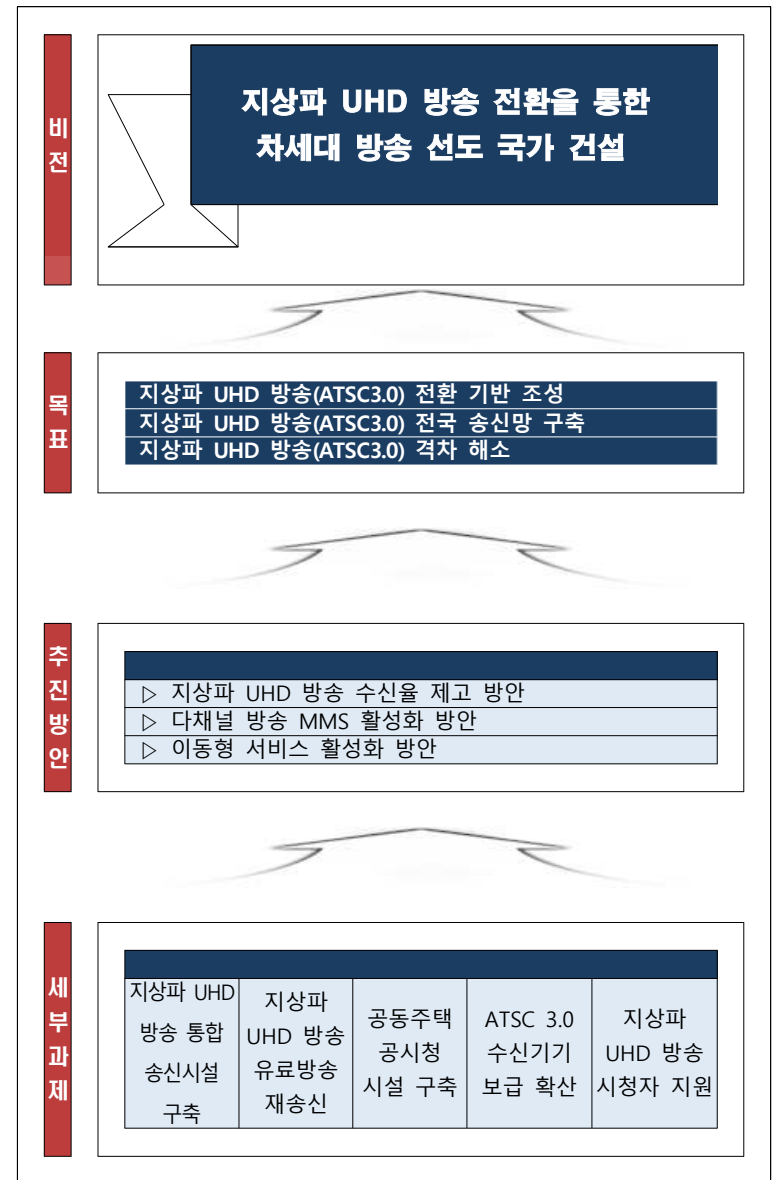 비
전
지상파 UHD 방송 전환을 통한
차세대 방송 선도 국가 건설
목
표
지상파 UHD 방송(ATSC3.0) 전환 기반 조성
지상파 UHD 방송(ATSC3.0) 전국 송신망 구축
지상파 UHD 방송(ATSC3.0) 격차 해소
추
진
방
안
▷ 지상파 UHD 방송 수신율 제고 방안
▷ 다채널 방송 MMS 활성화 방안
▷ 이동형 서비스 활성화 방안
세
부
과
제
지상파 UHD
방송 통합
송신시설
구축
지상파
UHD 방송
유료방송
재송신
공동주택
공시청
시설 구축
ATSC 3.0
수신기기
보급 확산
지상파
UHD 방송
시청자 지원